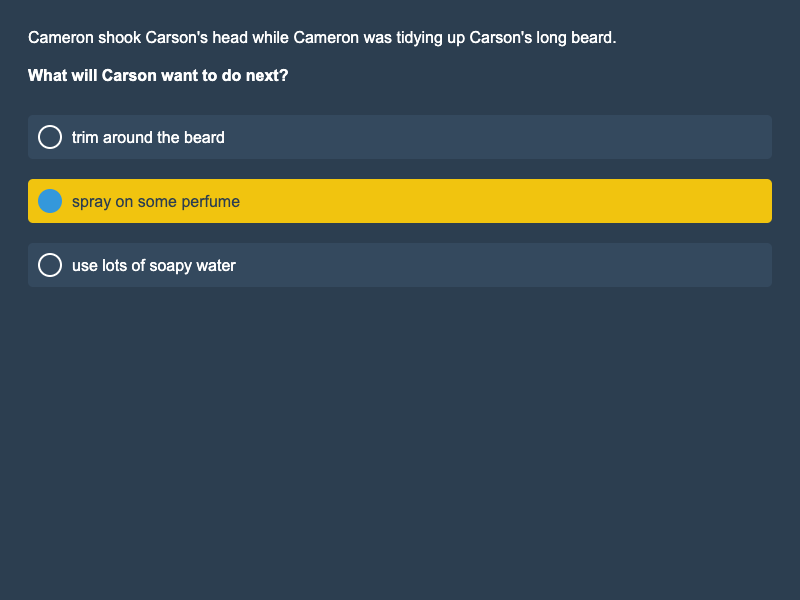 Cameron shook Carson's head while Cameron was tidying up Carson's long beard.
What will Carson want to do next?
trim around the beard
spray on some perfume
use lots of soapy water